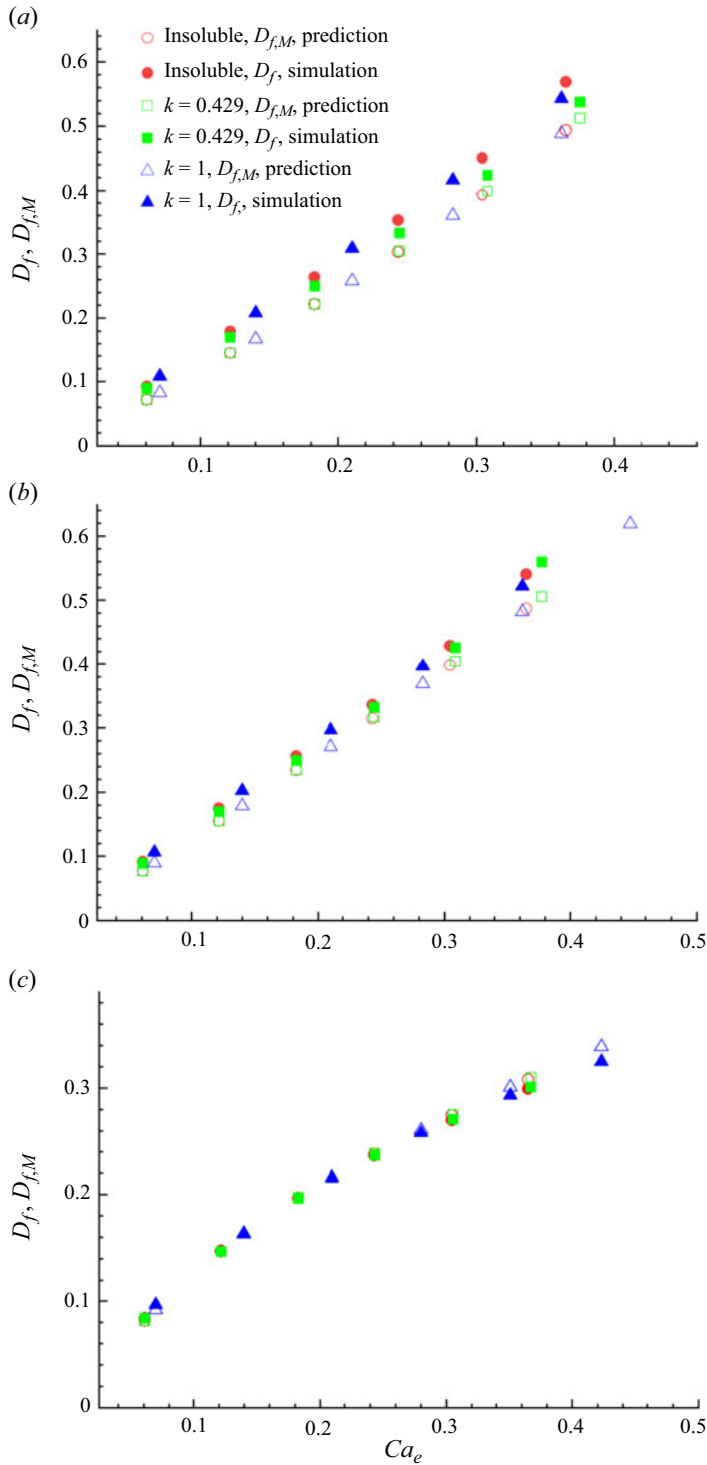 (a)
Insoluble, D_{f,M}, prediction
Insoluble, D_f, simulation
k = 0.429, D_{f,M}, prediction
k = 0.429, D_f, simulation
k = 1, D_{f,M}, prediction
k = 1, D_{f,}, simulation
D_f, D_{f,M}
0.6
0.5
0.4
0.3
0.2
0.1
0
0.1 0.2 0.3 0.4
(b)
D_f, D_{f,M}
0.6
0.5
0.4
0.3
0.2
0.1
0
0.1 0.2 0.3 0.4 0.5
(c)
D_f, D_{f,M}
0.3
0.2
0.1
0
0.1 0.2 0.3 0.4 0.5
Ca_e